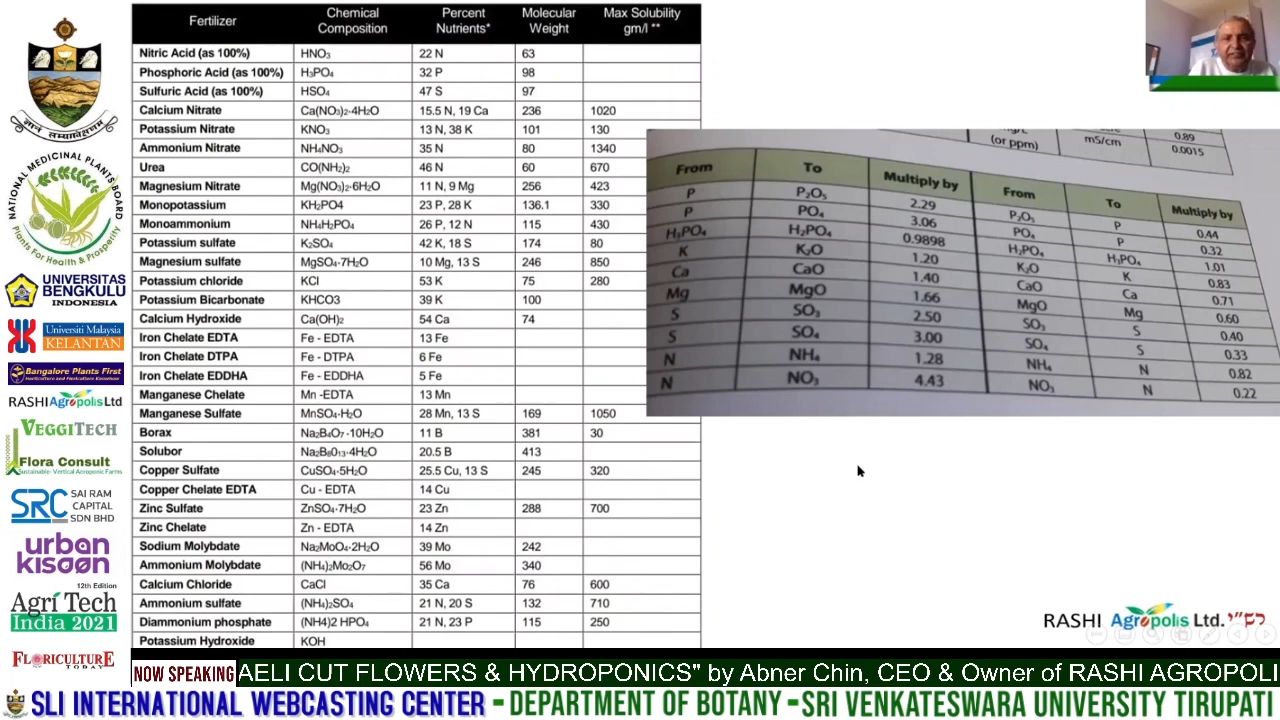 Fertilizer Chemical Composition Percent Nutrients* Molecular Weight Max Solubility gm/l **
Nitric Acid (as 100%) HNO₃ 22 N 63
Phosphoric Acid (as 100%) H₃PO₄ 32 P 98
Sulfuric Acid (as 100%) HSO₄ 47 S 97
Calcium Nitrate Ca(NO₃)₂·4H₂O 15.5 N, 19 Ca 236 1020
Potassium Nitrate KNO₃ 13 N, 38 K 101 130
Ammonium Nitrate NH₄NO₃ 35 N 80 1340
Urea CO(NH₂)₂ 46 N 60 670
Magnesium Nitrate Mg(NO₃)₂·6H₂O 11 N, 9 Mg 256 423
Monopotassium KH₂PO4 23 P, 28 K 136.1 330
Monoammonium NH₄H₂PO₄ 26 P, 12 N 115 430
Potassium sulfate K₂SO₄ 42 K, 18 S 174 80
Magnesium sulfate MgSO₄·7H₂O 10 Mg, 13 S 246 850
Potassium chloride KCl 53 K 75 280
Potassium Bicarbonate KHCO3 39 K 100
Calcium Hydroxide Ca(OH)₂ 54 Ca 74
Iron Chelate EDTA Fe - EDTA 13 Fe
Iron Chelate DTPA Fe - DTPA 6 Fe
Iron Chelate EDDHA Fe - EDDHA 5 Fe
Manganese Chelate Mn -EDTA 13 Mn
Manganese Sulfate MnSO₄·H₂O 28 Mn, 13 S 169 1050
Borax Na₂B₄O₇ ·10H₂O 11 B 381 30
Solubor Na₂B₈0₁₃·4H₂O 20.5 B 413
Copper Sulfate CuSO₄·5H₂O 25.5 Cu, 13 S 245 320
Copper Chelate EDTA Cu - EDTA 14 Cu
Zinc Sulfate ZnSO₄·7H₂O 23 Zn 288 700
Zinc Chelate Zn - EDTA 14 Zn
Sodium Molybdate Na₂MoO₄·2H₂O 39 Mo 242
Ammonium Molybdate (NH₄)₂Mo₂O₇ 56 Mo 340
Calcium Chloride CaCl 35 Ca 76 600
Ammonium sulfate (NH₄)₂SO₄ 21 N, 20 S 132 710
Diammonium phosphate (NH4)2 HPO₄ 21 N, 23 P 115 250
Potassium Hydroxide KOH
(or ppm) mS/cm 0.89
0.0015
From To Multiply by From To Multiply by
P P₂O₅ 2.29 P₂O₅ P 0.44
P PO₄ 3.06 PO₄ P 0.32
H₃PO₄ H₂PO₄ 0.9898 H₂PO₄ H₃PO₄ 1.01
K K₂O 1.20 K₂O K 0.83
Ca CaO 1.40 CaO Ca 0.71
Mg MgO 1.66 MgO Mg 0.60
S SO₃ 2.50 SO₃ S 0.40
S SO₄ 3.00 SO₄ S 0.33
N NH₄ 1.28 NH₄ N 0.82
N NO₃ 4.43 NO₃ N 0.22
NATIONAL MEDICINAL PLANTS BOARD
Plants For Health & Prosperity
UNIVERSITAS
BENGKULU
INDONESIA
Universiti Malaysia
KELANTAN
Bangalore Plants First
RASHI Agropolis Ltd
VEGGITECH
Flora Consult
Sustainable- Vertical Aeroponic Farms
SRC SAI RAM
CAPITAL
SDN BHD
urban
kisaan
12th Edition
Agri Tech
India 2021
FLORICULTURE
TODAY
RASHI Agropolis Ltd.
NOW SPEAKING AELI CUT FLOWERS & HYDROPONICS" by Abner Chin, CEO & Owner of RASHI AGROPOLI
SLI INTERNATIONAL WEBCASTING CENTER - DEPARTMENT OF BOTANY - SRI VENKATESWARA UNIVERSITY TIRUPATI